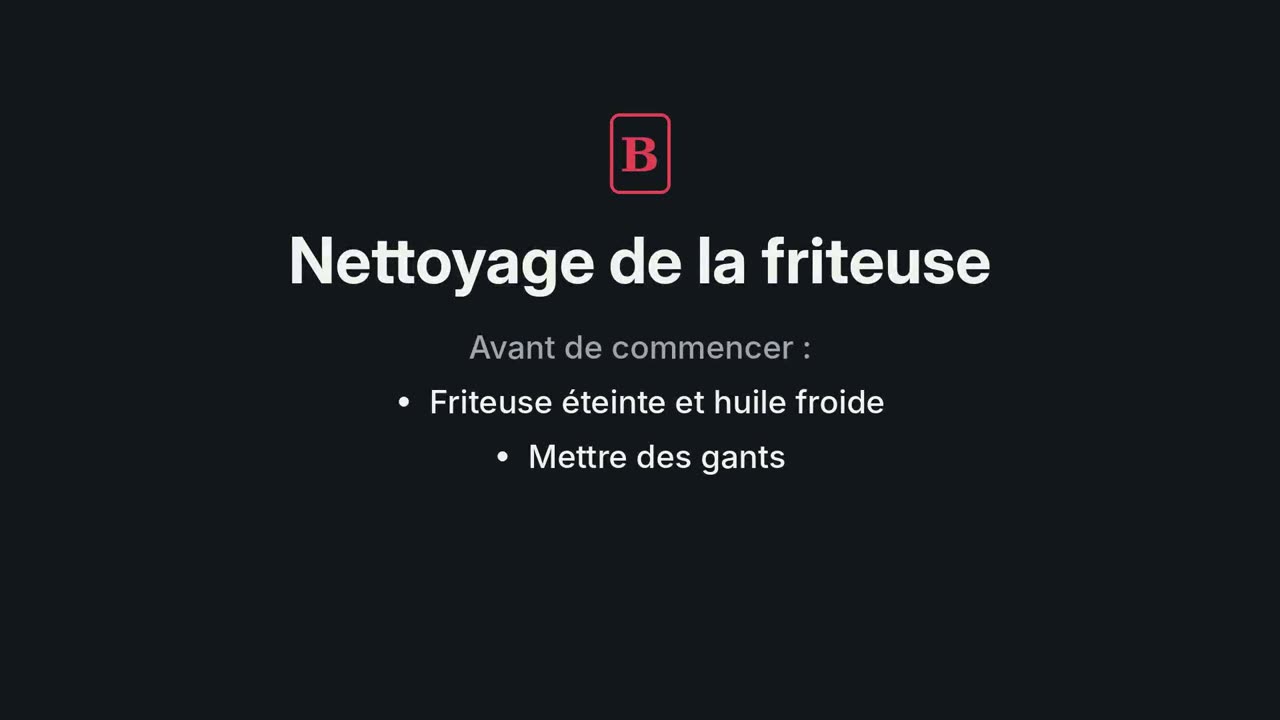 B
Nettoyage de la friteuse
Avant de commencer :
• Friteuse éteinte et huile froide
• Mettre des gants